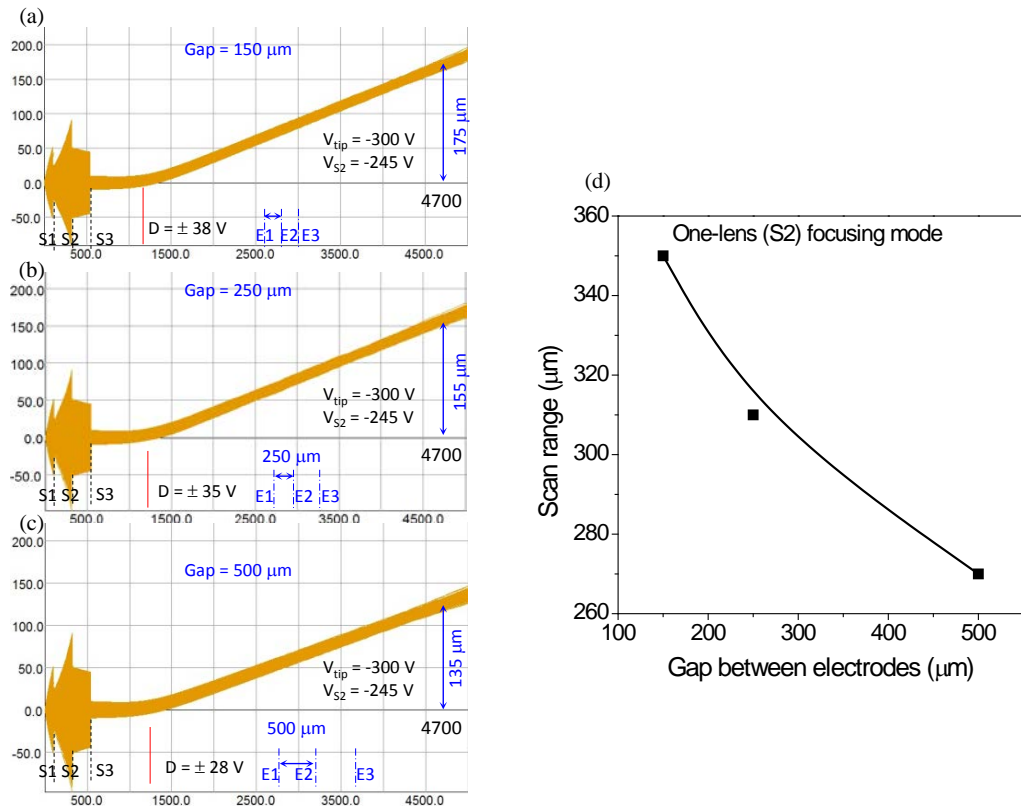 (a)
200.0
150.0
100.0
50.0
0.0
-50.0
Gap = 150 µm
V_tip = -300 V
V_S2 = -245 V
175 µm
4700
S1 S2 S3
D = ± 38 V
E1 E2 E3
500.0 1500.0 2500.0 3500.0 4500.0
(b)
200.0
150.0
100.0
50.0
0.0
-50.0
Gap = 250 µm
V_tip = -300 V
V_S2 = -245 V
155 µm
4700
250 µm
S1 S2 S3
D = ± 35 V
E1 E2 E3
500.0 1500.0 2500.0 3500.0 4500.0
(c)
200.0
150.0
100.0
50.0
0.0
-50.0
Gap = 500 µm
V_tip = -300 V
V_S2 = -245 V
135 µm
4700
500 µm
S1 S2 S3
D = ± 28 V
E1 E2 E3
500.0 1500.0 2500.0 3500.0 4500.0
(d)
One-lens (S2) focusing mode
Scan range (µm)
360
340
320
300
280
260
100 200 300 400 500
Gap between electrodes (µm)